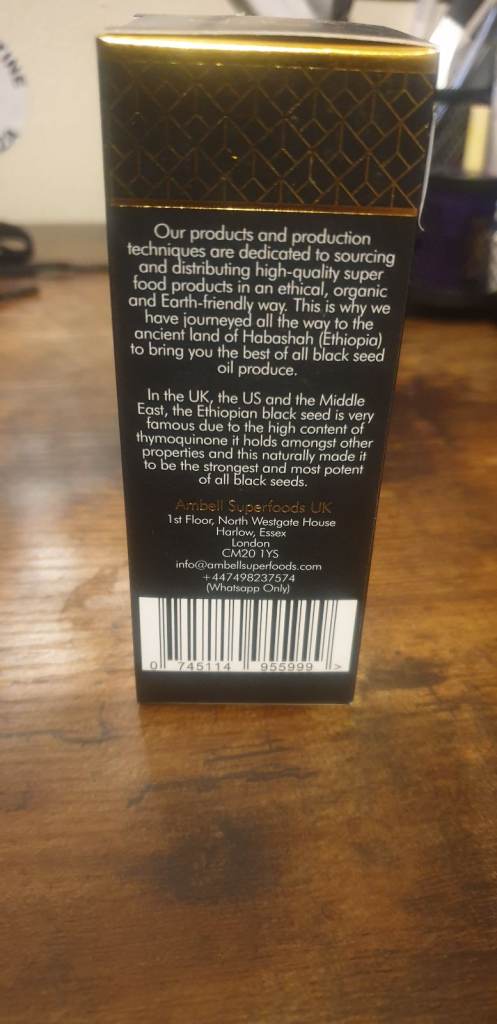 Our products and production
techniques are dedicated to sourcing
and distributing high-quality super
food products in an ethical, organic
and Earth-friendly way. This is why we
have journeyed all the way to the
ancient land of Habashah (Ethiopia)
to bring you the best of all black seed
oil produce.
In the UK, the US and the Middle
East, the Ethiopian black seed is very
famous due to the high content of
thymoquinone it holds amongst other
properties and this naturally made it
to be the strongest and most potent
of all black seeds.
Ambell Superfoods UK
1st Floor, North Westgate House
Harlow, Essex
London
CM20 1YS
info@ambellsuperfoods.com
+447498237574
(Whatsapp Only)
0 745114 955999 >